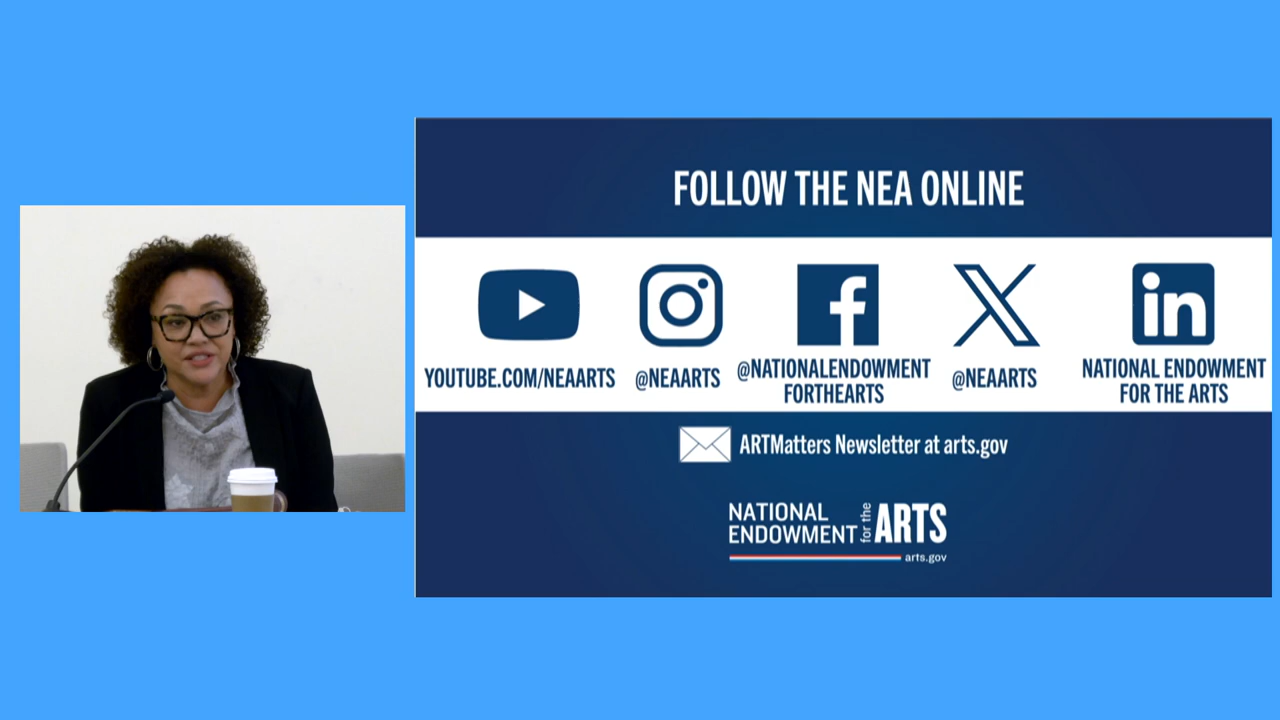 FOLLOW THE NEA ONLINE
YOUTUBE.COM/NEAARTS
@NEAARTS
@NATIONALENDOWMENT
FORTHEARTS
@NEAARTS
NATIONAL ENDOWMENT
FOR THE ARTS
ARTMatters Newsletter at arts.gov
NATIONAL
ENDOWMENT for the ARTS
arts.gov